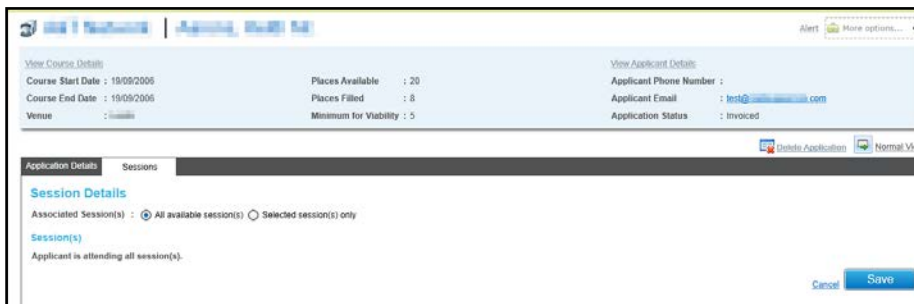 Alert More options...
View Course Details View Applicant Details
Course Start Date : 19/09/2006 Places Available : 20 Applicant Phone Number :
Course End Date : 19/09/2006 Places Filled : 8 Applicant Email : test@ .com
Venue : Minimum for Viability : 5 Application Status : Invoiced
Delete Application Normal Vi
Application Details Sessions
Session Details
Associated Session(s) : All available session(s) Selected session(s) only
Session(s)
Applicant is attending all session(s).
Cancel Save